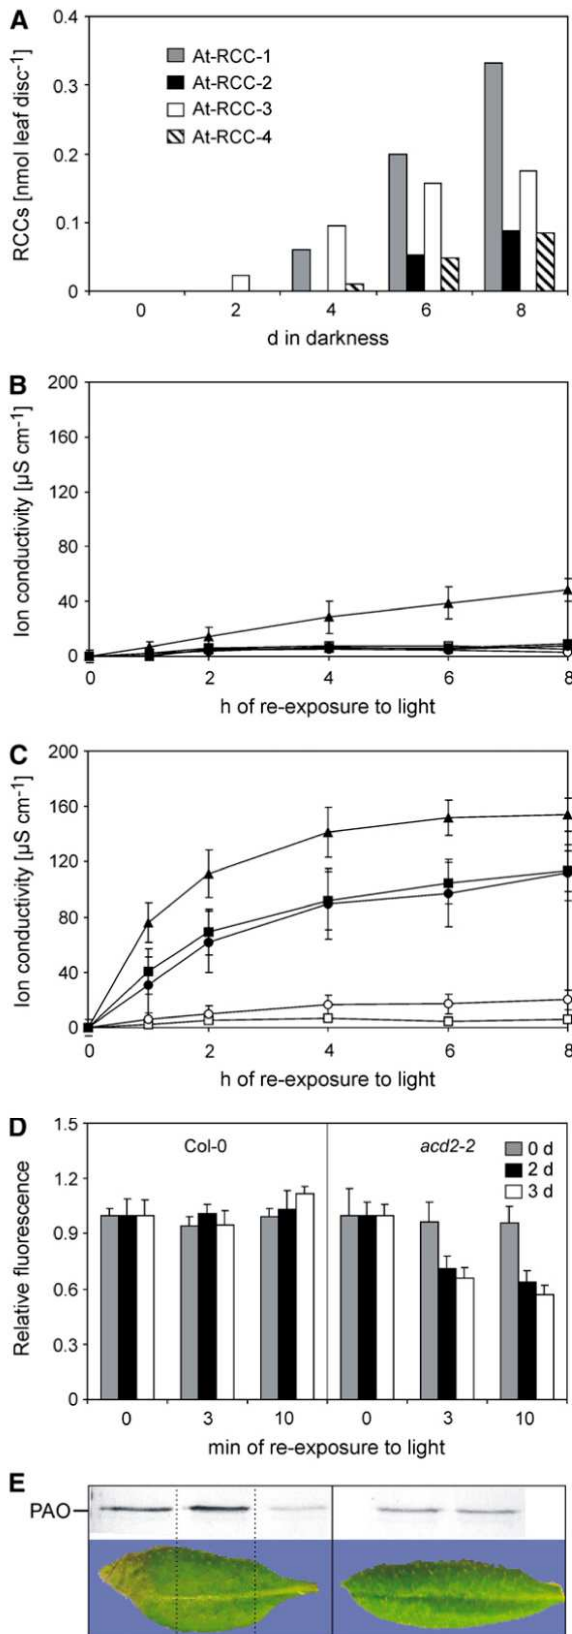 A
RCCs [nmol leaf disc⁻¹]
0.4
0.2
0.1
0
At-RCC-1
At-RCC-2
At-RCC-3
At-RCC-4
0 2 4 6 8
d in darkness
B
Ion conductivity [µS cm⁻¹]
200
160
120
80
40
0
0 2 4 6 8
h of re-exposure to light
C
Ion conductivity [µS cm⁻¹]
200
160
120
80
40
0
0 2 4 6 8
h of re-exposure to light
D
Relative fluorescence
1.5
1.2
0.9
0.6
0.3
0
Col-0
acd2-2
0 d
2 d
3 d
0 3 10 0 3 10
min of re-exposure to light
E
PAO